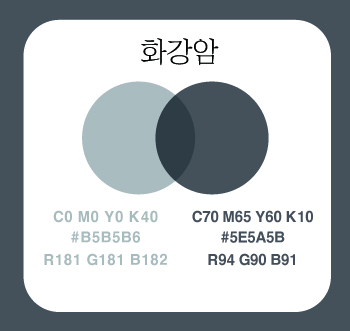 화강암
C0 M0 Y0 K40
#B5B5B6
R181 G181 B182
C70 M65 Y60 K10
#5E5A5B
R94 G90 B91